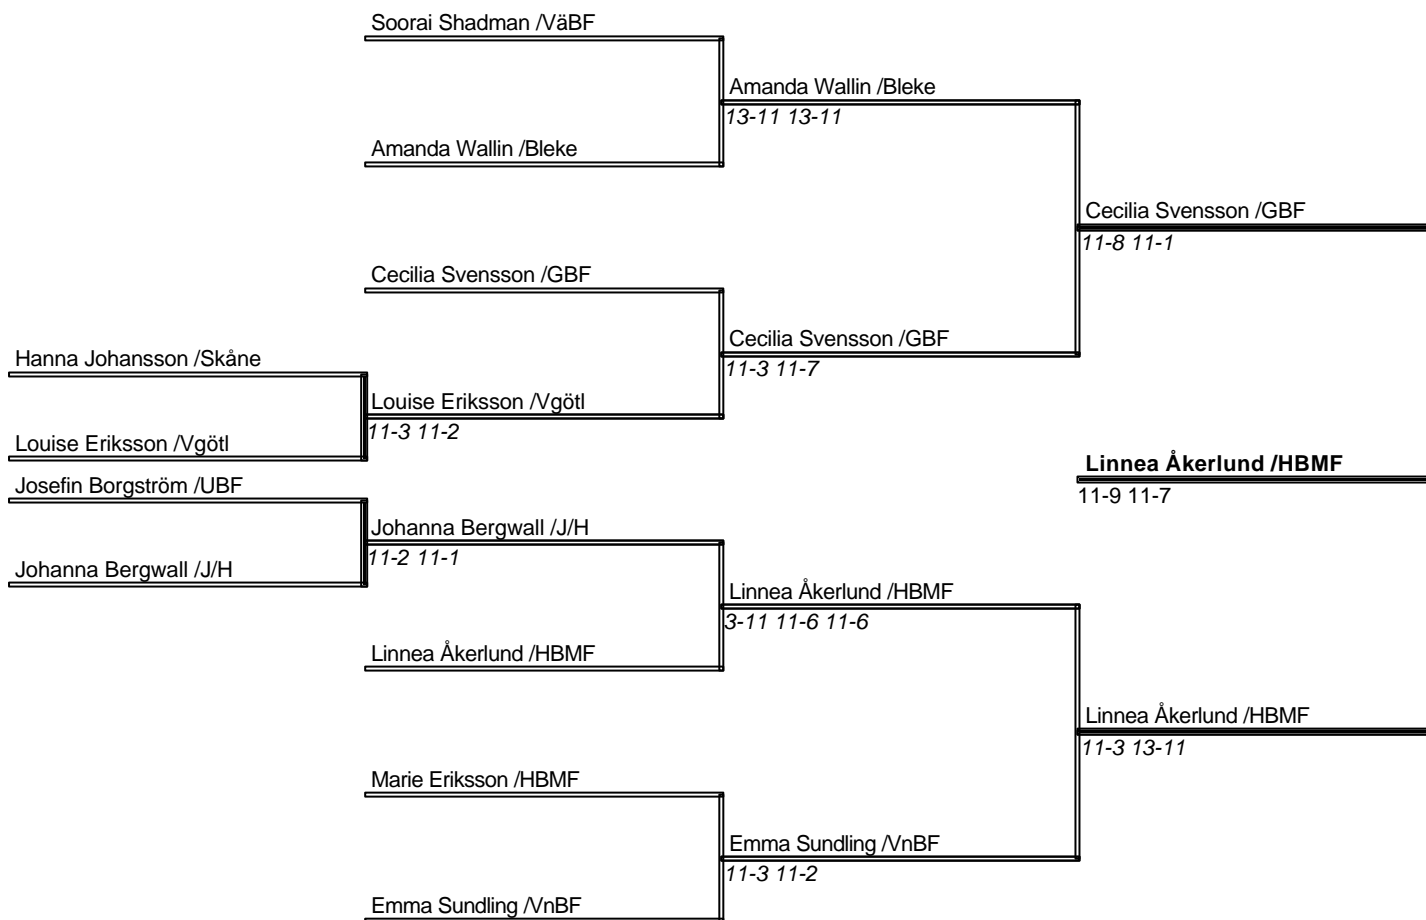 Soorai Shadman /VäBF
Amanda Wallin /Bleke
13-11 13-11
Amanda Wallin /Bleke
Cecilia Svensson /GBF
11-8 11-1
Cecilia Svensson /GBF
Cecilia Svensson /GBF
11-3 11-7
Hanna Johansson /Skåne
Louise Eriksson /Vgötl
11-3 11-2
Louise Eriksson /Vgötl
Linnea Åkerlund /HBMF
11-9 11-7
Josefin Borgström /UBF
Johanna Bergwall /J/H
11-2 11-1
Johanna Bergwall /J/H
Linnea Åkerlund /HBMF
3-11 11-6 11-6
Linnea Åkerlund /HBMF
Linnea Åkerlund /HBMF
11-3 13-11
Marie Eriksson /HBMF
Emma Sundling /VnBF
11-3 11-2
Emma Sundling /VnBF